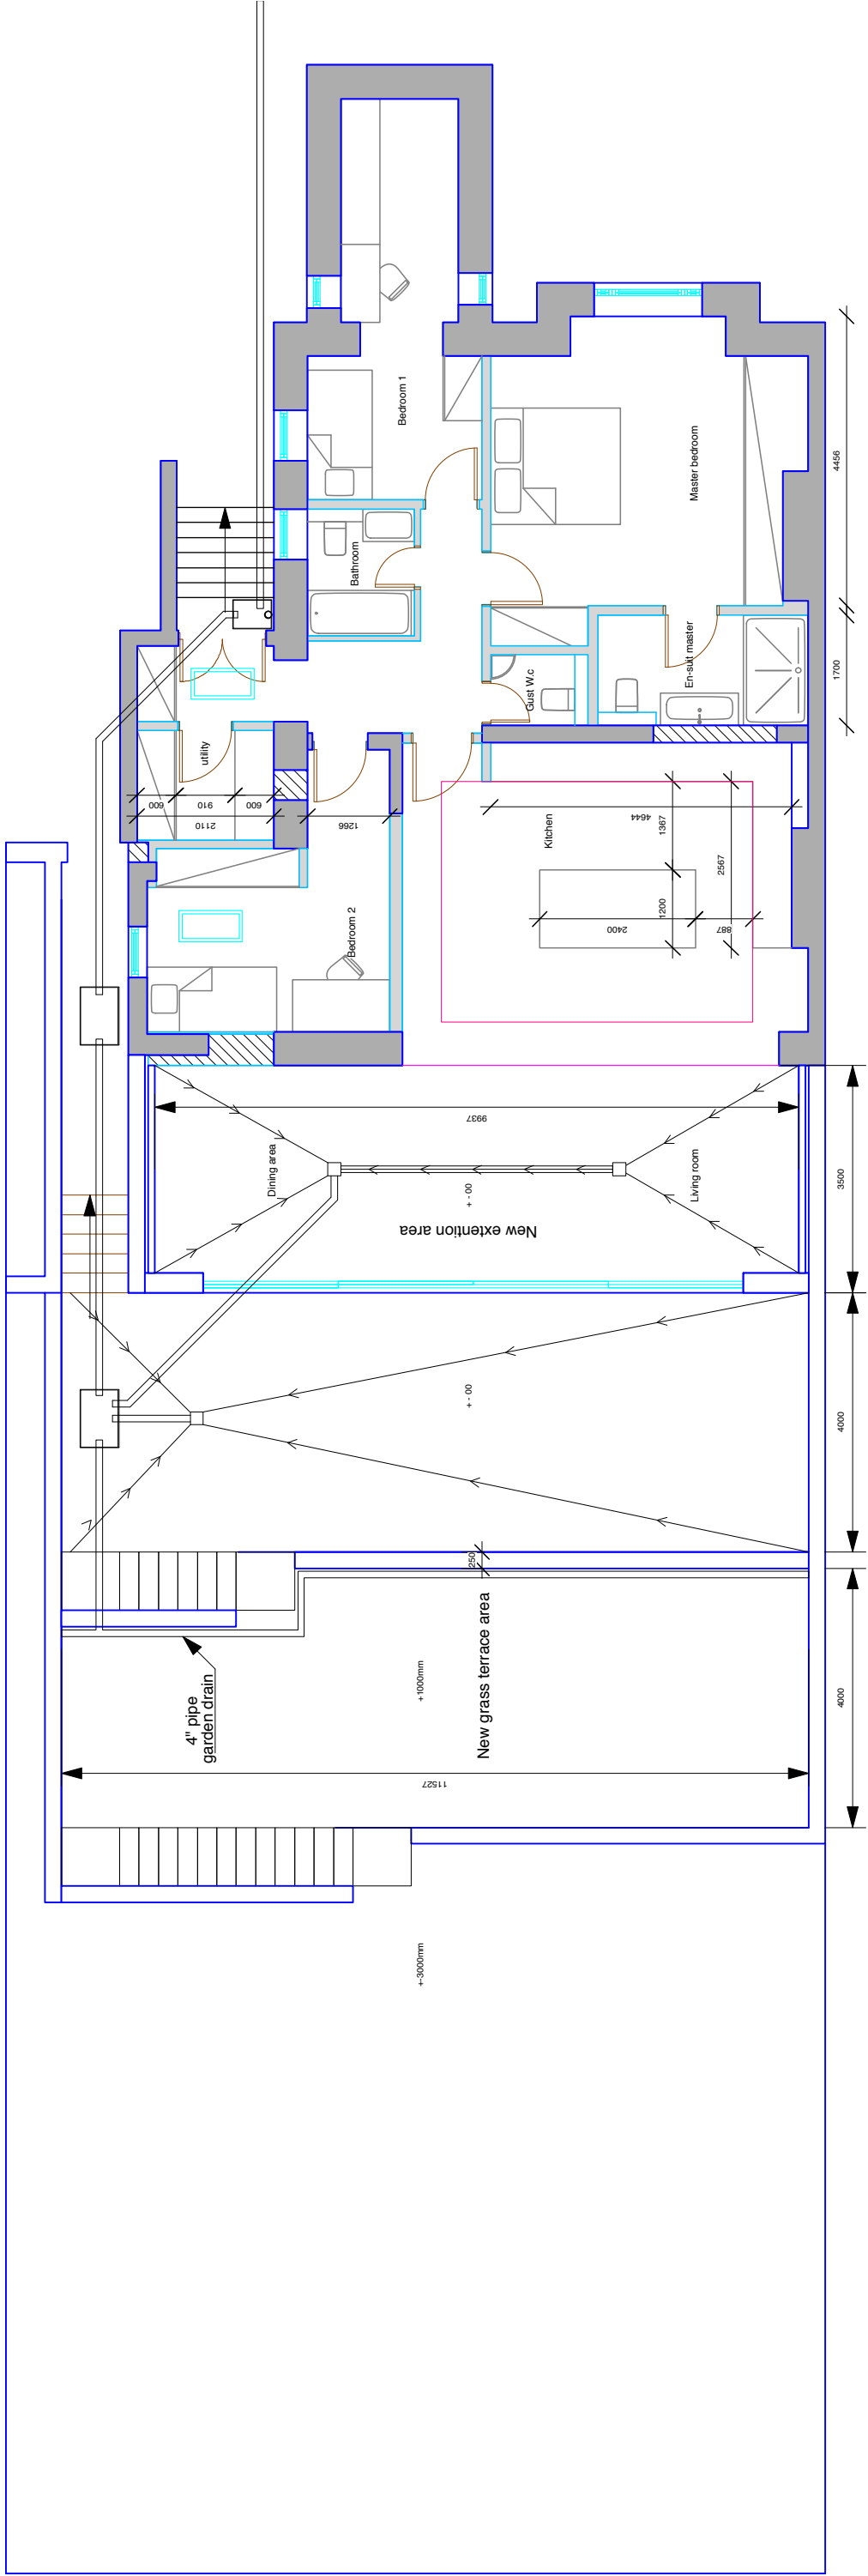 Bedroom 1
Bathroom
Master bedroom
4456
En-suit master
Gust W.c
1700
utility
600
910
600
2110
1266
Kitchen
4644
1367
2567
1200
2400
887
Bedroom 2
9937
Dining area
Living room
+ - 00
New extention area
3500
+ - 00
4000
250
4" pipe
garden drain
+1000mm
New grass terrace area
4000
11527
+-3000mm